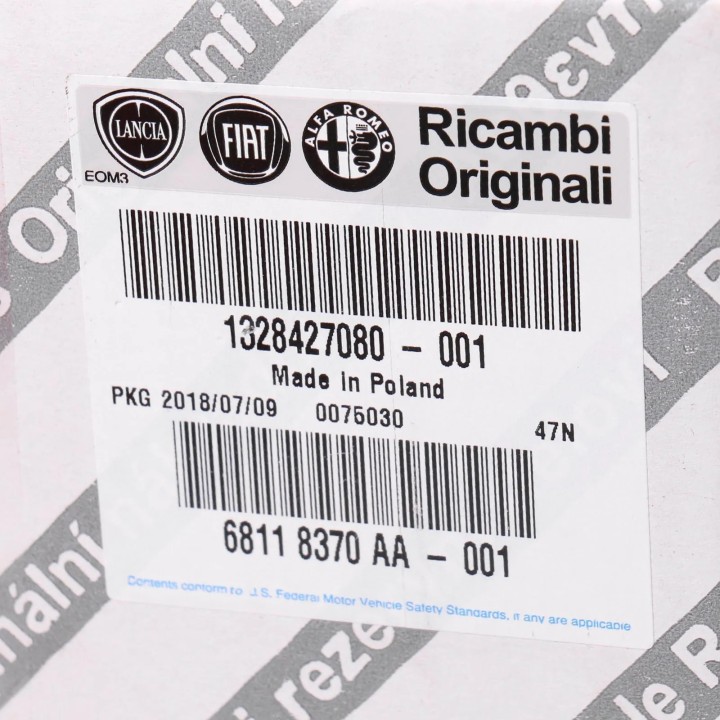 LANCIA FIAT ALFA ROMEO
Ricambi
Originali
EOM3
1328427080 - 001
Made in Poland
PKG 2018/07/09 0075030 47N
6811 8370 AA - 001
Contents conform to U.S. Federal Motor Vehicle Safety Standards, if any are applicable